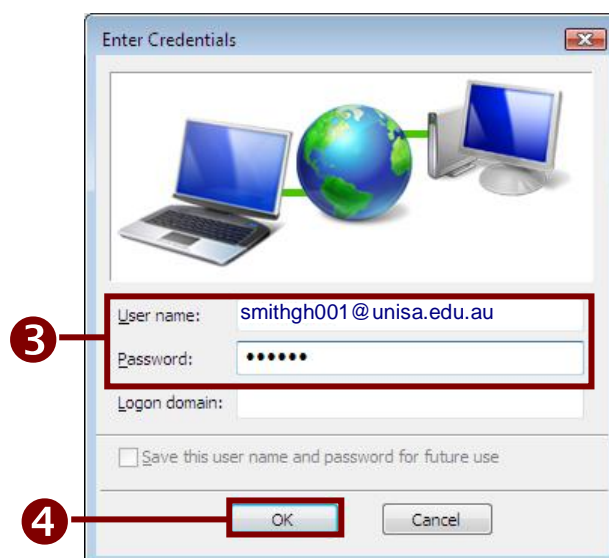 Enter Credentials
User name: smithgh001@unisa.edu.au
3
Password: ••••••
Logon domain:
Save this user name and password for future use
4
OK Cancel